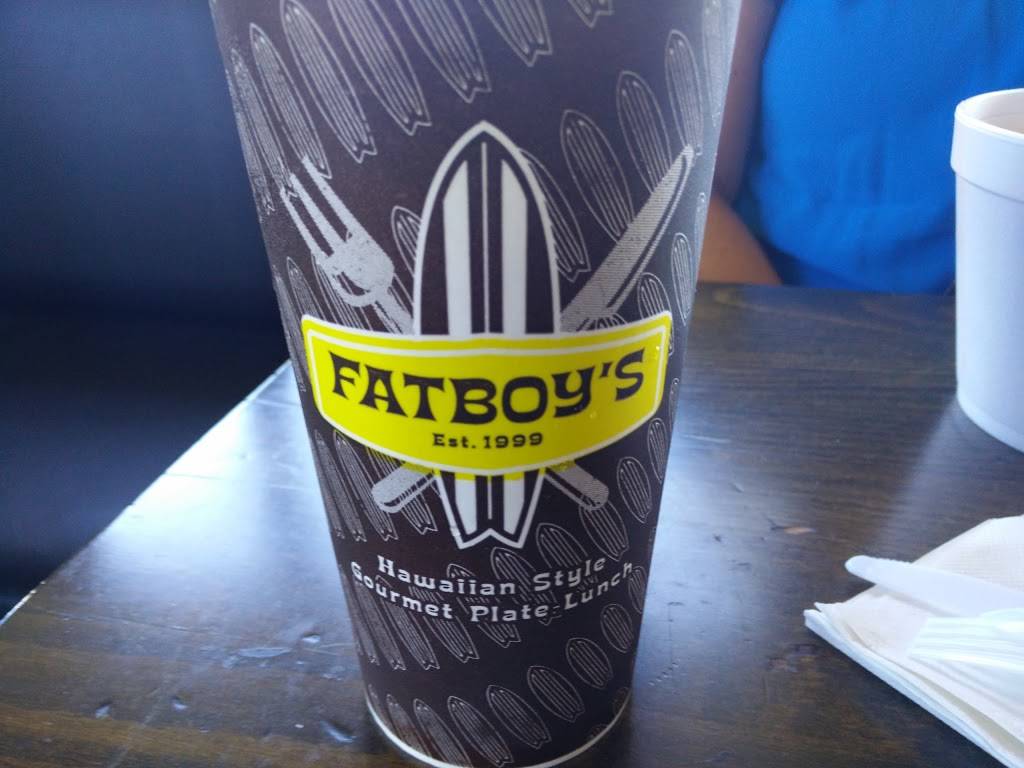 FATBOY'S
Est. 1999
Hawaiian Style
Gourmet Plate-Lunch